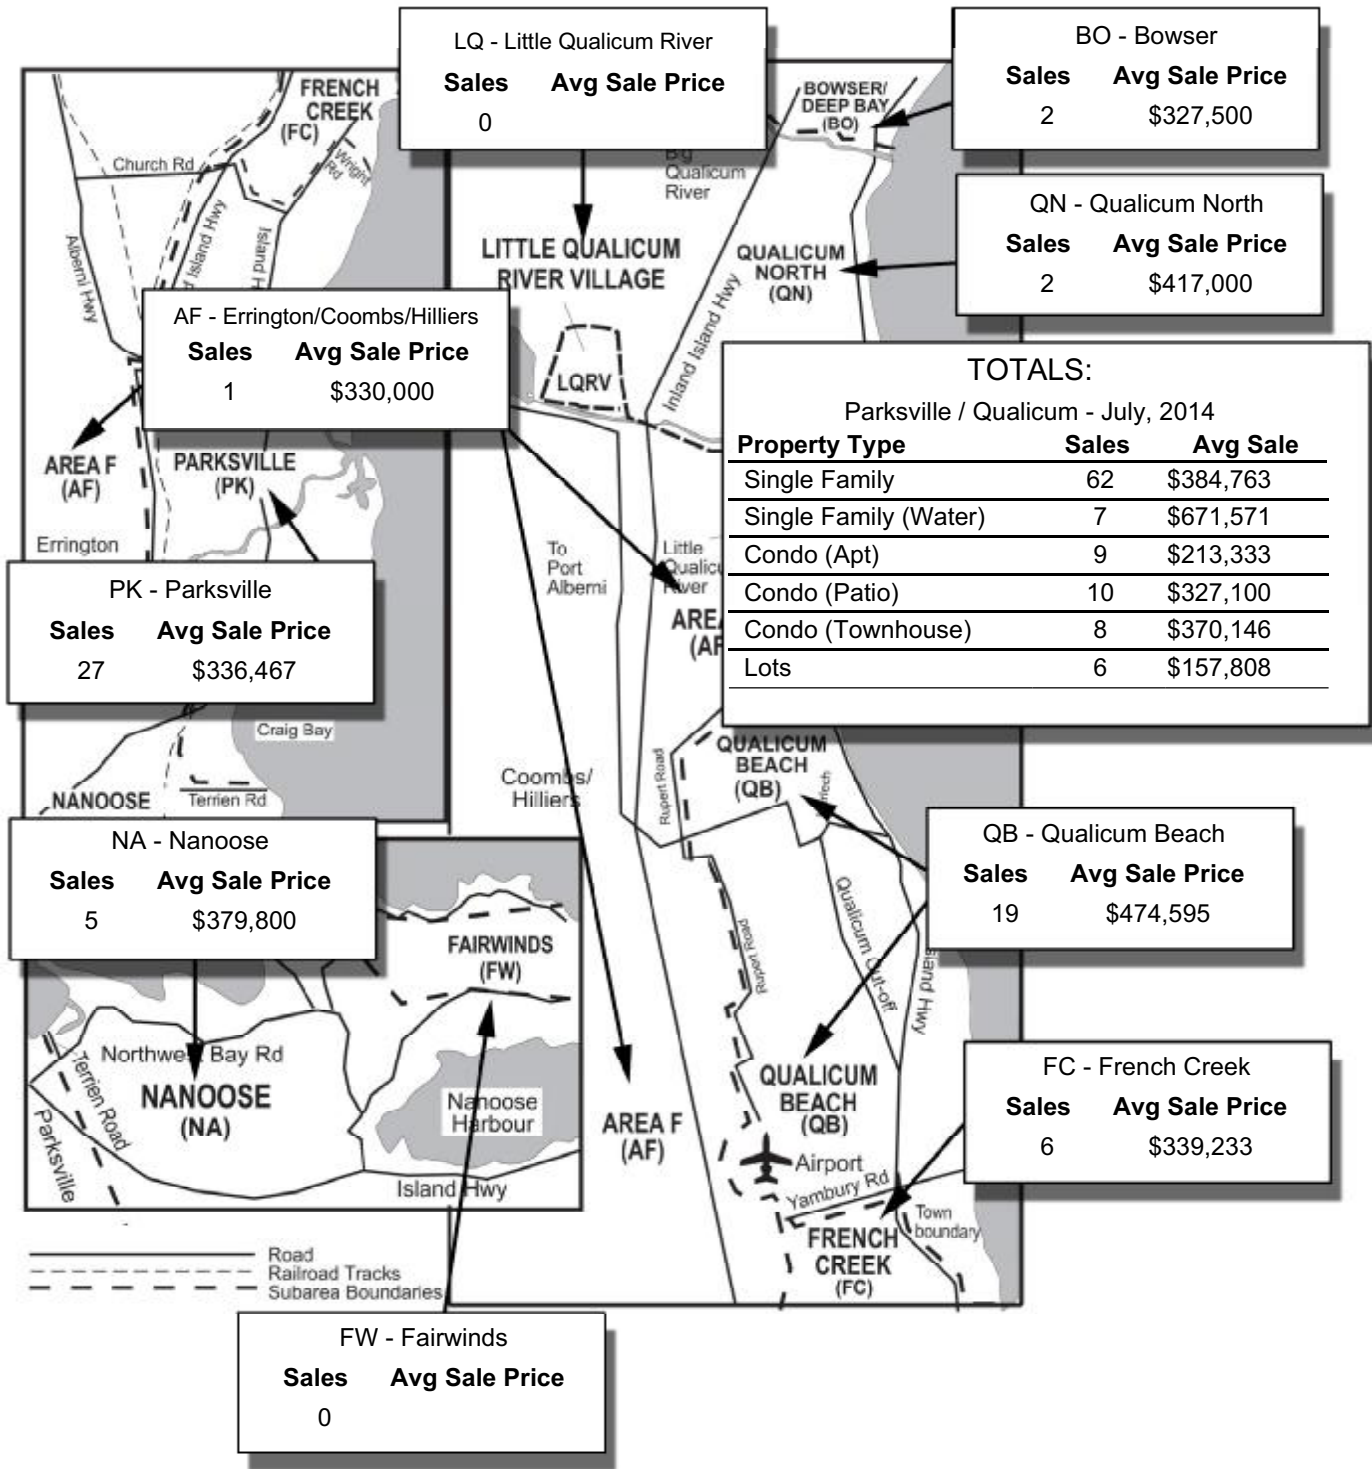 LQ - Little Qualicum River
Sales Avg Sale Price
0
BO - Bowser
Sales Avg Sale Price
2 $327,500
QN - Qualicum North
Sales Avg Sale Price
2 $417,000
FRENCH
CREEK
(FC)
Church Rd
Wright
Rd
Alberni Hwy
Island Hwy
Island
BOWSER/
DEEP BAY
(BO)
Big
Qualicum
River
LITTLE QUALICUM
RIVER VILLAGE
LQRV
QUALICUM
NORTH
(QN)
Inland Island Hwy
AF - Errington/Coombs/Hilliers
Sales Avg Sale Price
1 $330,000
AREA F
(AF)
PARKSVILLE
(PK)
Errington
TOTALS:
Parksville / Qualicum - July, 2014
Property Type Sales Avg Sale
Single Family 62 $384,763
Single Family (Water) 7 $671,571
Condo (Apt) 9 $213,333
Condo (Patio) 10 $327,100
Condo (Townhouse) 8 $370,146
Lots 6 $157,808
To
Port
Alberni
Little
River
PK - Parksville
Sales Avg Sale Price
27 $336,467
Craig Bay
NANOOSE
Terrien Rd
Coombs/
Hilliers
Rupert Road
QUALICUM
BEACH
(QB)
NA - Nanoose
Sales Avg Sale Price
5 $379,800
QB - Qualicum Beach
Sales Avg Sale Price
19 $474,595
FAIRWINDS
(FW)
Rupert Road
Qualicum Cut-off
Hwy
Northwest Bay Rd
Terrien Road
Parksville
NANOOSE
(NA)
Nanoose
Harbour
Island Hwy
AREA F
(AF)
QUALICUM
BEACH
(QB)
Airport
Yambury Rd
FC - French Creek
Sales Avg Sale Price
6 $339,233
Town
boundary
FRENCH
CREEK
(FC)
Road
Railroad Tracks
Subarea Boundaries
FW - Fairwinds
Sales Avg Sale Price
0